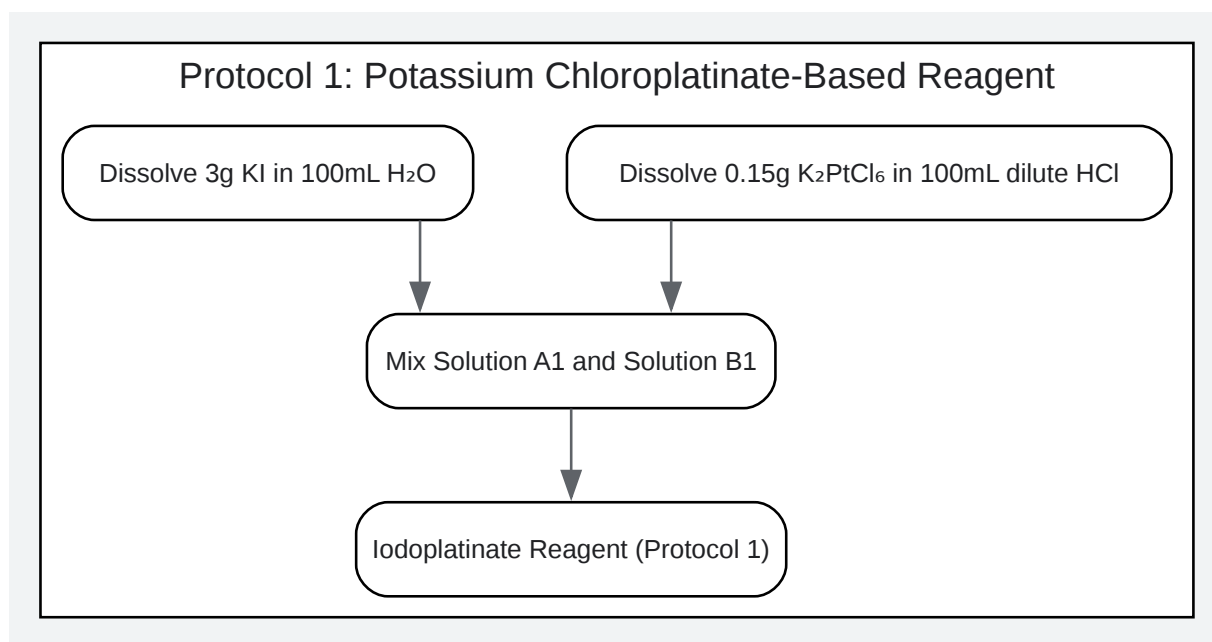 Protocol 1: Potassium Chloroplatinate-Based Reagent
Dissolve 3g KI in 100mL H₂O
Dissolve 0.15g K₂PtCl₆ in 100mL dilute HCl
Mix Solution A1 and Solution B1
Iodoplatinate Reagent (Protocol 1)